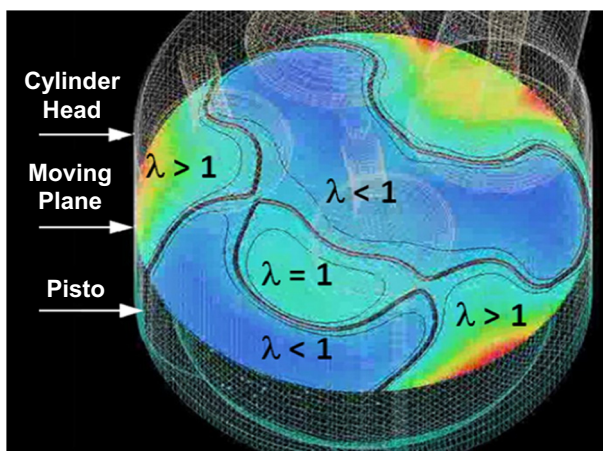 Cylinder
Head
Moving
Plane
Pisto
λ > 1
λ < 1
λ = 1
λ > 1
λ < 1